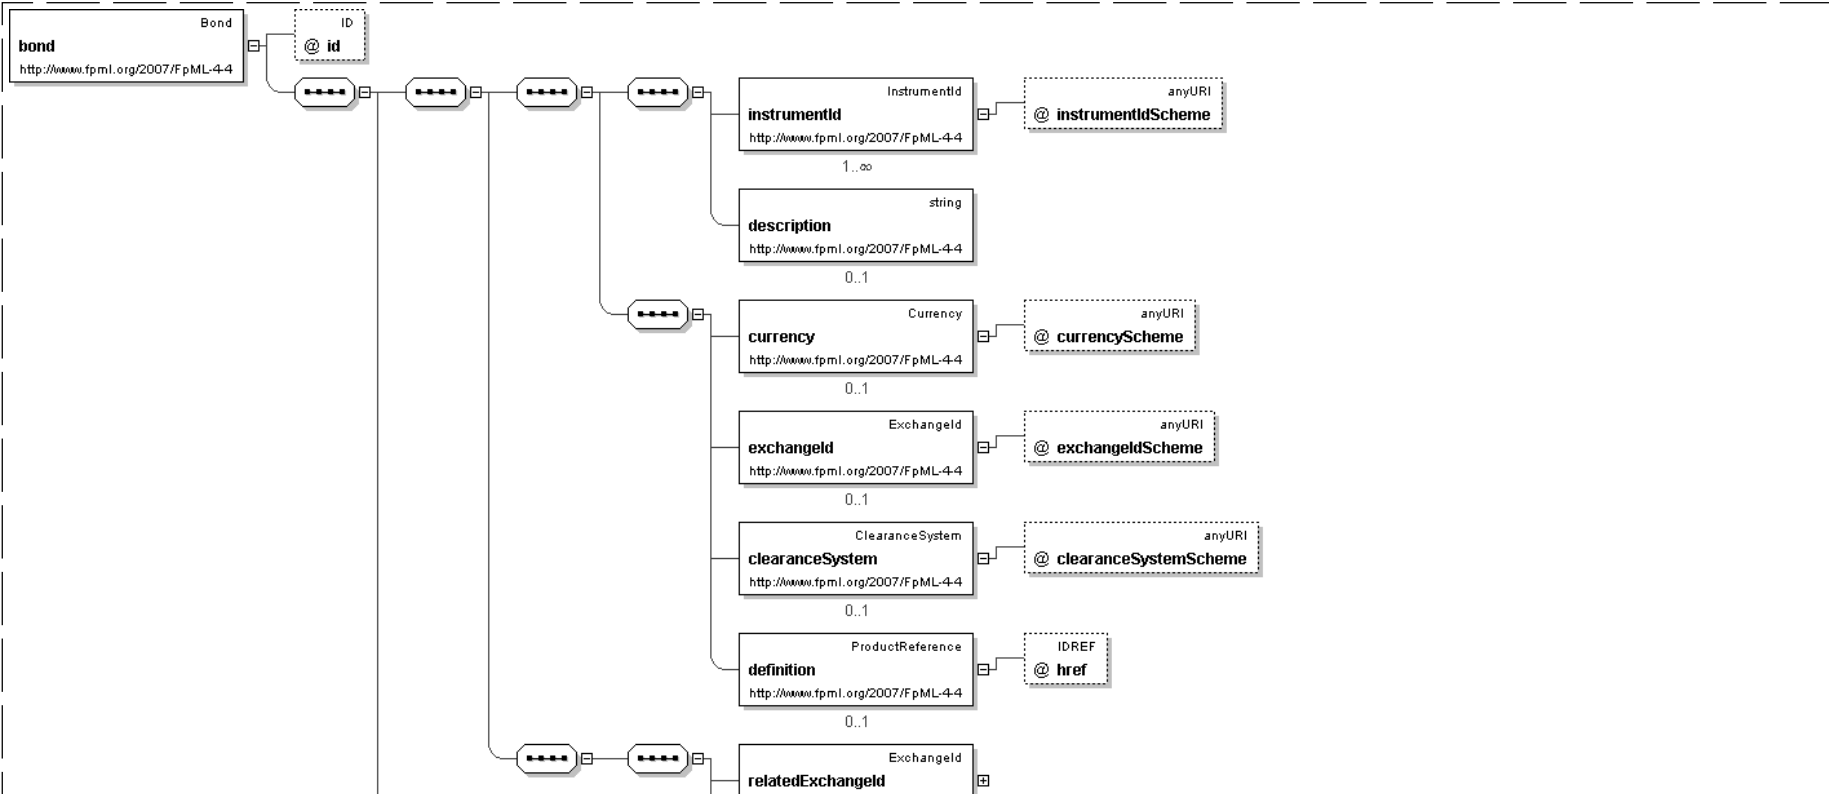 Bond
bond
http://www.fpml.org/2007/FpML-4-4
ID
@ id
InstrumentId
instrumentId
http://www.fpml.org/2007/FpML-4-4
1..∞
anyURI
@ instrumentIdScheme
string
description
http://www.fpml.org/2007/FpML-4-4
0..1
Currency
currency
http://www.fpml.org/2007/FpML-4-4
0..1
anyURI
@ currencyScheme
ExchangeId
exchangeId
http://www.fpml.org/2007/FpML-4-4
0..1
anyURI
@ exchangeIdScheme
ClearanceSystem
clearanceSystem
http://www.fpml.org/2007/FpML-4-4
0..1
anyURI
@ clearanceSystemScheme
ProductReference
definition
http://www.fpml.org/2007/FpML-4-4
0..1
IDREF
@ href
ExchangeId
relatedExchangeId